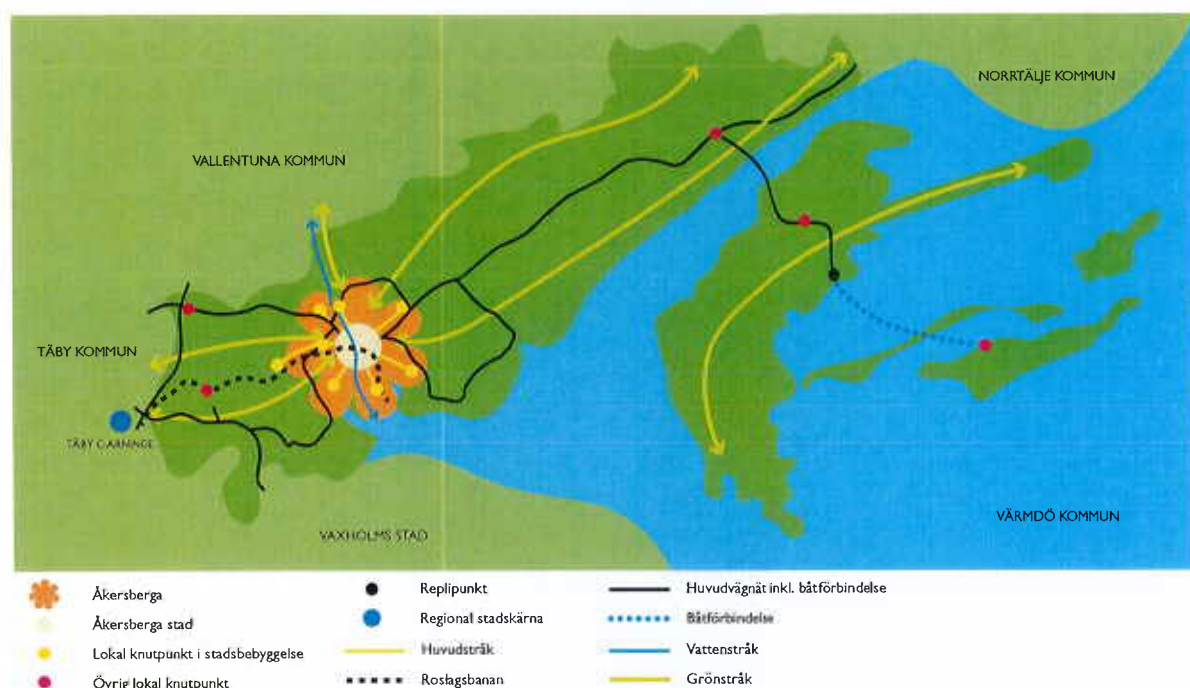 NORRTÄLJE KOMMUN
VALLENTUNA KOMMUN
TÄBY KOMMUN
TÄBY C-ARNINGE
VAXHOLMS STAD
VÄRMDÖ KOMMUN
Åkersberga
Åkersberga stad
Lokal knutpunkt i stadsbebyggelse
Övrig lokal knutpunkt
Replipunkt
Regional stadskärna
Huvudstråk
Roslagsbanan
Huvudvägnät inkl. båtförbindelse
Båtförbindelse
Vattenstråk
Grönstråk